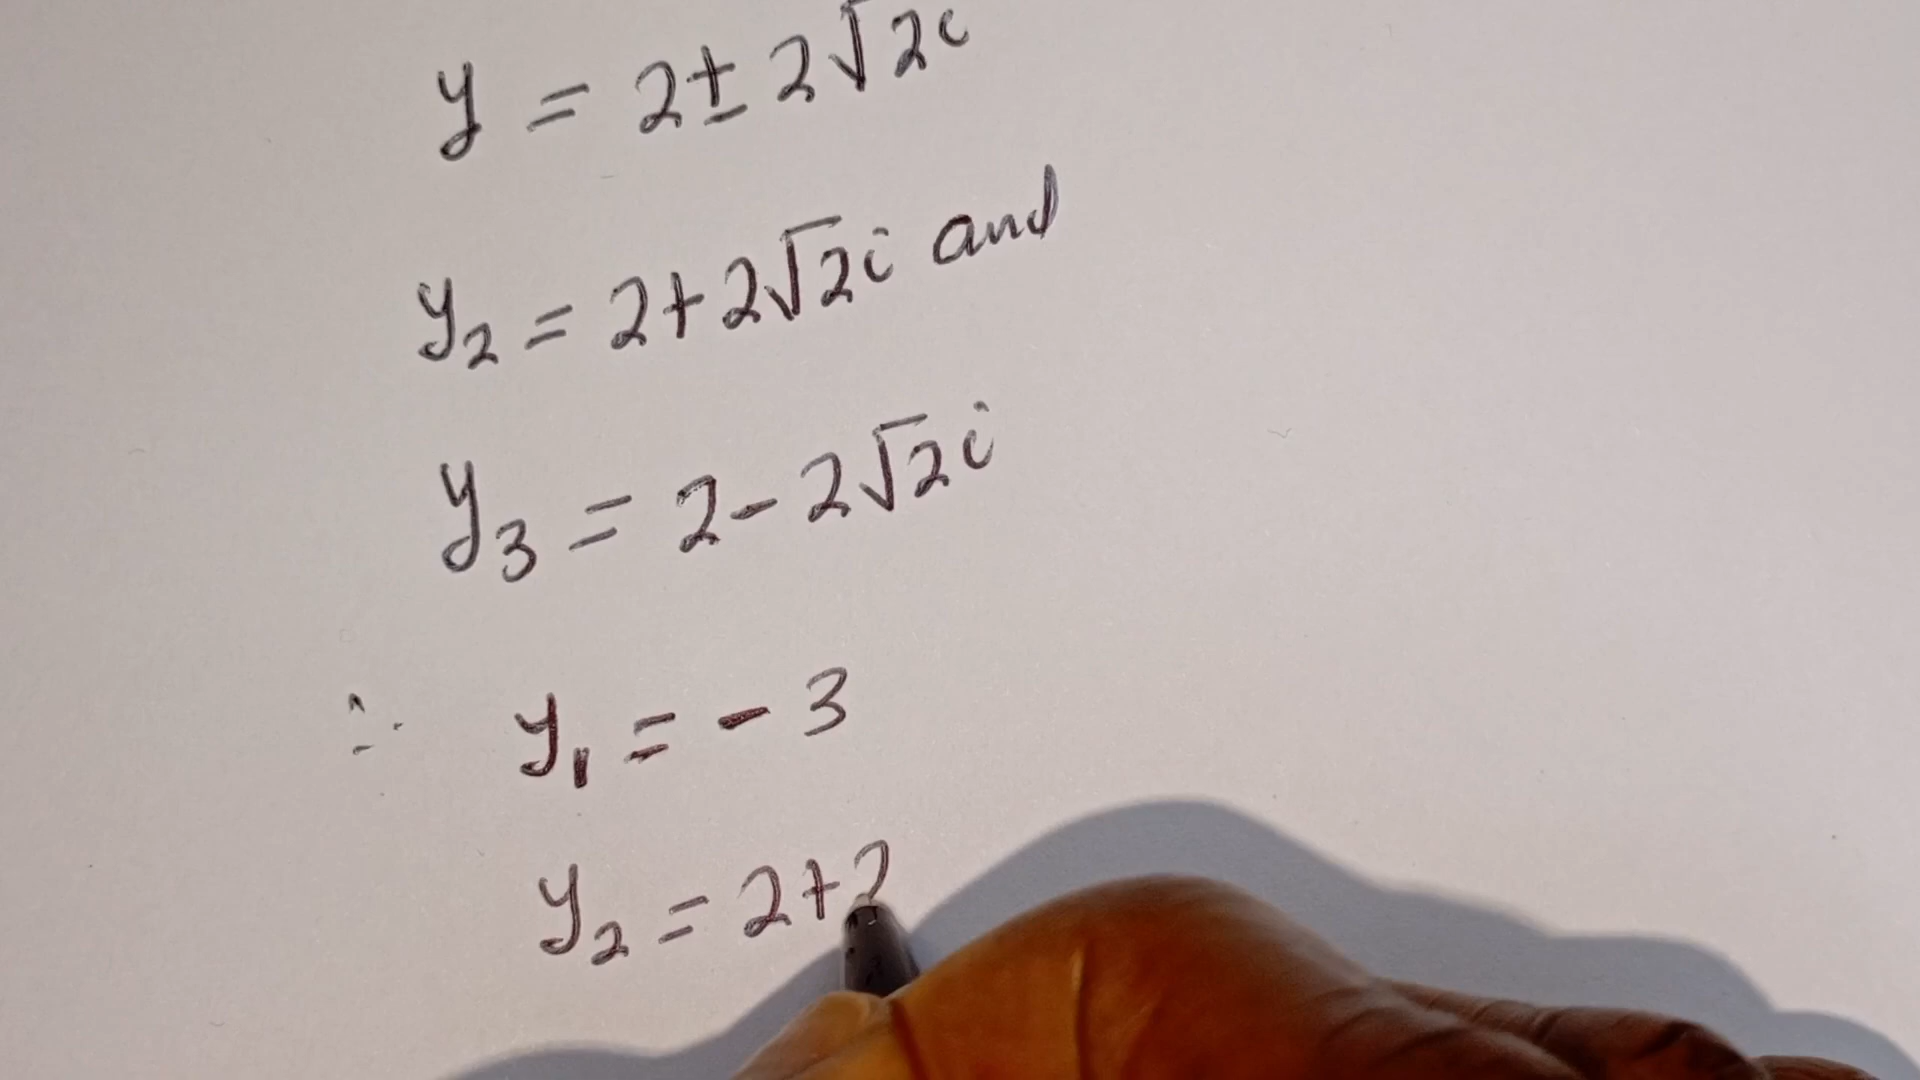 y = 2 ± 2√2i
y₂ = 2 + 2√2i and
y₃ = 2 - 2√2i
∴ y₁ = - 3
y₂ = 2 + 2